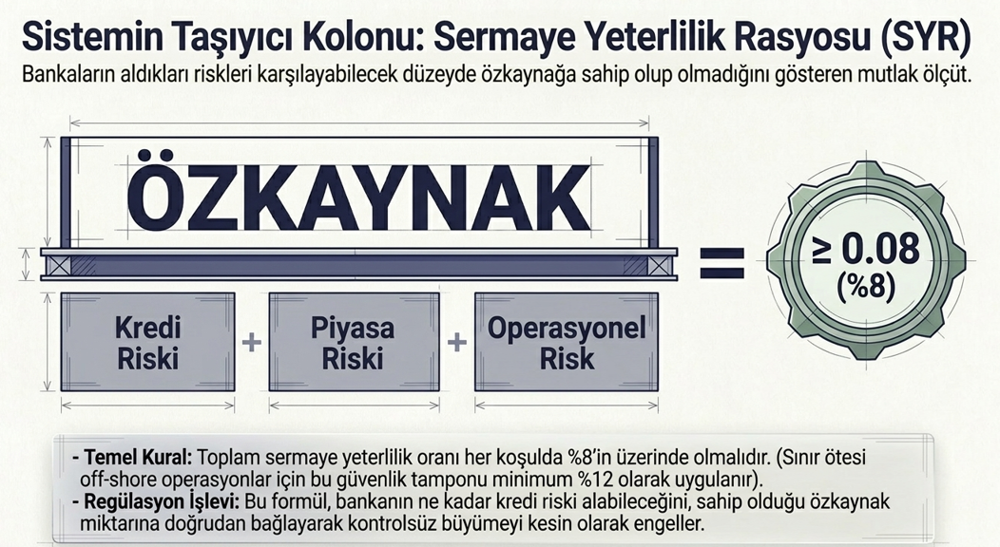 Sistemin Taşıyıcı Kolonu: Sermaye Yeterlilik Rasyosu (SYR)
Bankaların aldıkları riskleri karşılayabilecek düzeyde özkaynağa sahip olup olmadığını gösteren mutlak ölçüt.
ÖZKAYNAK
Kredi
Riski
+
Piyasa
Riski
+
Operasyonel
Risk
=
≥ 0.08
(%8)
- Temel Kural: Toplam sermaye yeterlilik oranı her koşulda %8’in üzerinde olmalıdır. (Sınır ötesi
off-shore operasyonlar için bu güvenlik tamponu minimum %12 olarak uygulanır).
- Regülasyon İşlevi: Bu formül, bankanın ne kadar kredi riski alabileceğini, sahip olduğu özkaynak
miktarına doğrudan bağlayarak kontrolsüz büyümeyi kesin olarak engeller.